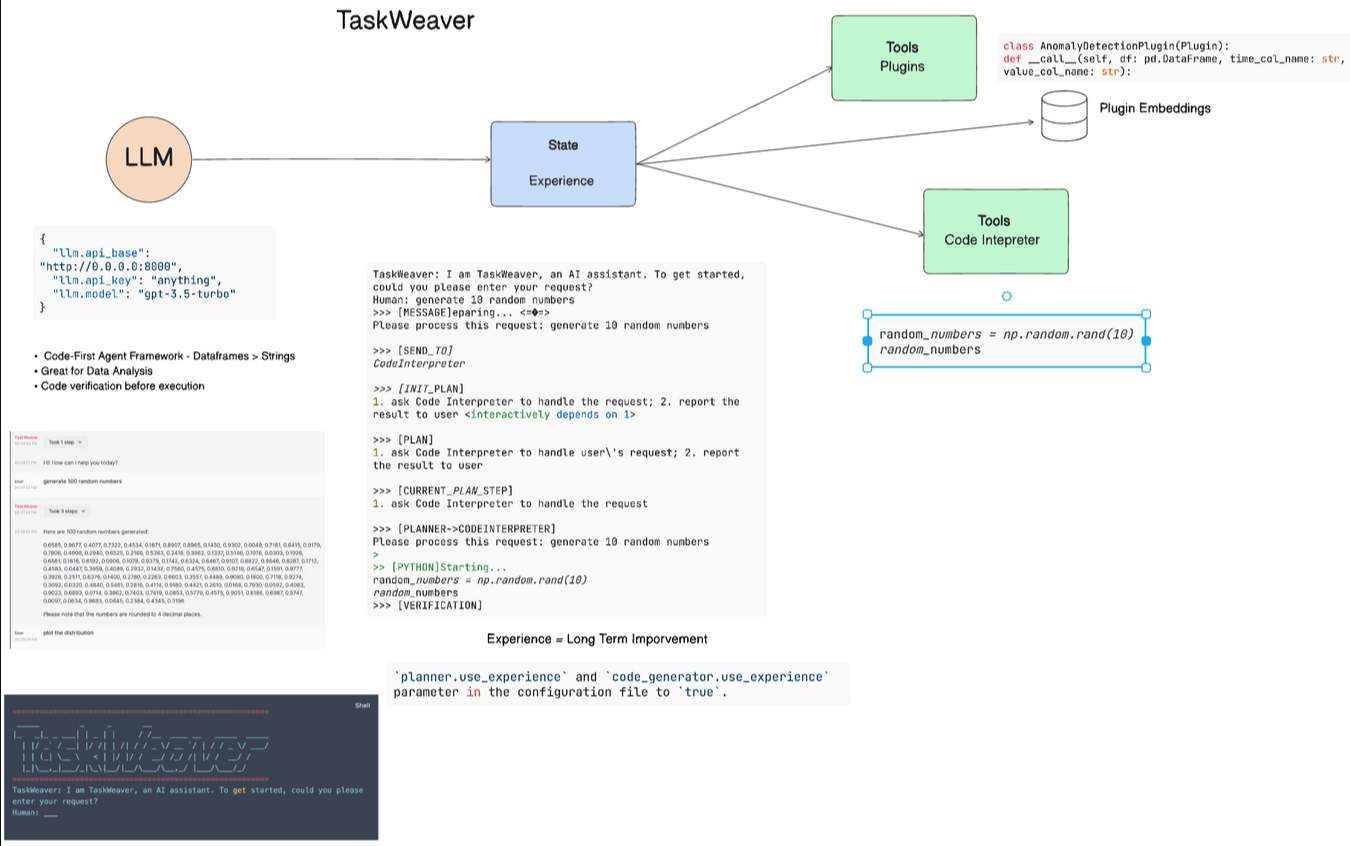 TaskWeaver
LLM
State
Experience
Tools
Plugins
class AnomalyDetectionPlugin(Plugin):
def __call__(self, df: pd.DataFrame, time_col_name: str,
value_col_name: str):
Plugin Embeddings
Tools
Code Intepreter
random_numbers = np.random.rand(10)
random_numbers
{
"llm.api_base":
"http://0.0.0.0:8000",
"llm.api_key": "anything",
"llm.model": "gpt-3.5-turbo"
}
• Code-First Agent Framework - Dataframes > Strings
• Great for Data Analysis
• Code verification before execution
TaskWeaver: I am TaskWeaver, an AI assistant. To get started,
could you please enter your request?
Human: generate 10 random numbers
>>> [MESSAGE]eparing... <=�=>
Please process this request: generate 10 random numbers
>>> [SEND_TO]
CodeInterpreter
>>> [INIT_PLAN]
1. ask Code Interpreter to handle the request; 2. report the
result to user <interactively depends on 1>
>>> [PLAN]
1. ask Code Interpreter to handle user\'s request; 2. report
the result to user
>>> [CURRENT_PLAN_STEP]
1. ask Code Interpreter to handle the request
>>> [PLANNER->CODEINTERPRETER]
Please process this request: generate 10 random numbers
>
>> [PYTHON]Starting...
random_numbers = np.random.rand(10)
random_numbers
>>> [VERIFICATION]
Experience = Long Term Imporvement
`planner.use_experience` and `code_generator.use_experience`
parameter in the configuration file to `true`.
TaskWeaver
Took 1 step
Hi! How can I help you today?
User
generate 100 random numbers
TaskWeaver
Took 3 steps
Here are 100 random numbers generated:
Please note that the numbers are rounded to 4 decimal places.
User
plot the distribution
Shell
TaskWeaver
TaskWeaver: I am TaskWeaver, an AI assistant. To get started, could you please
enter your request?
Human: ___